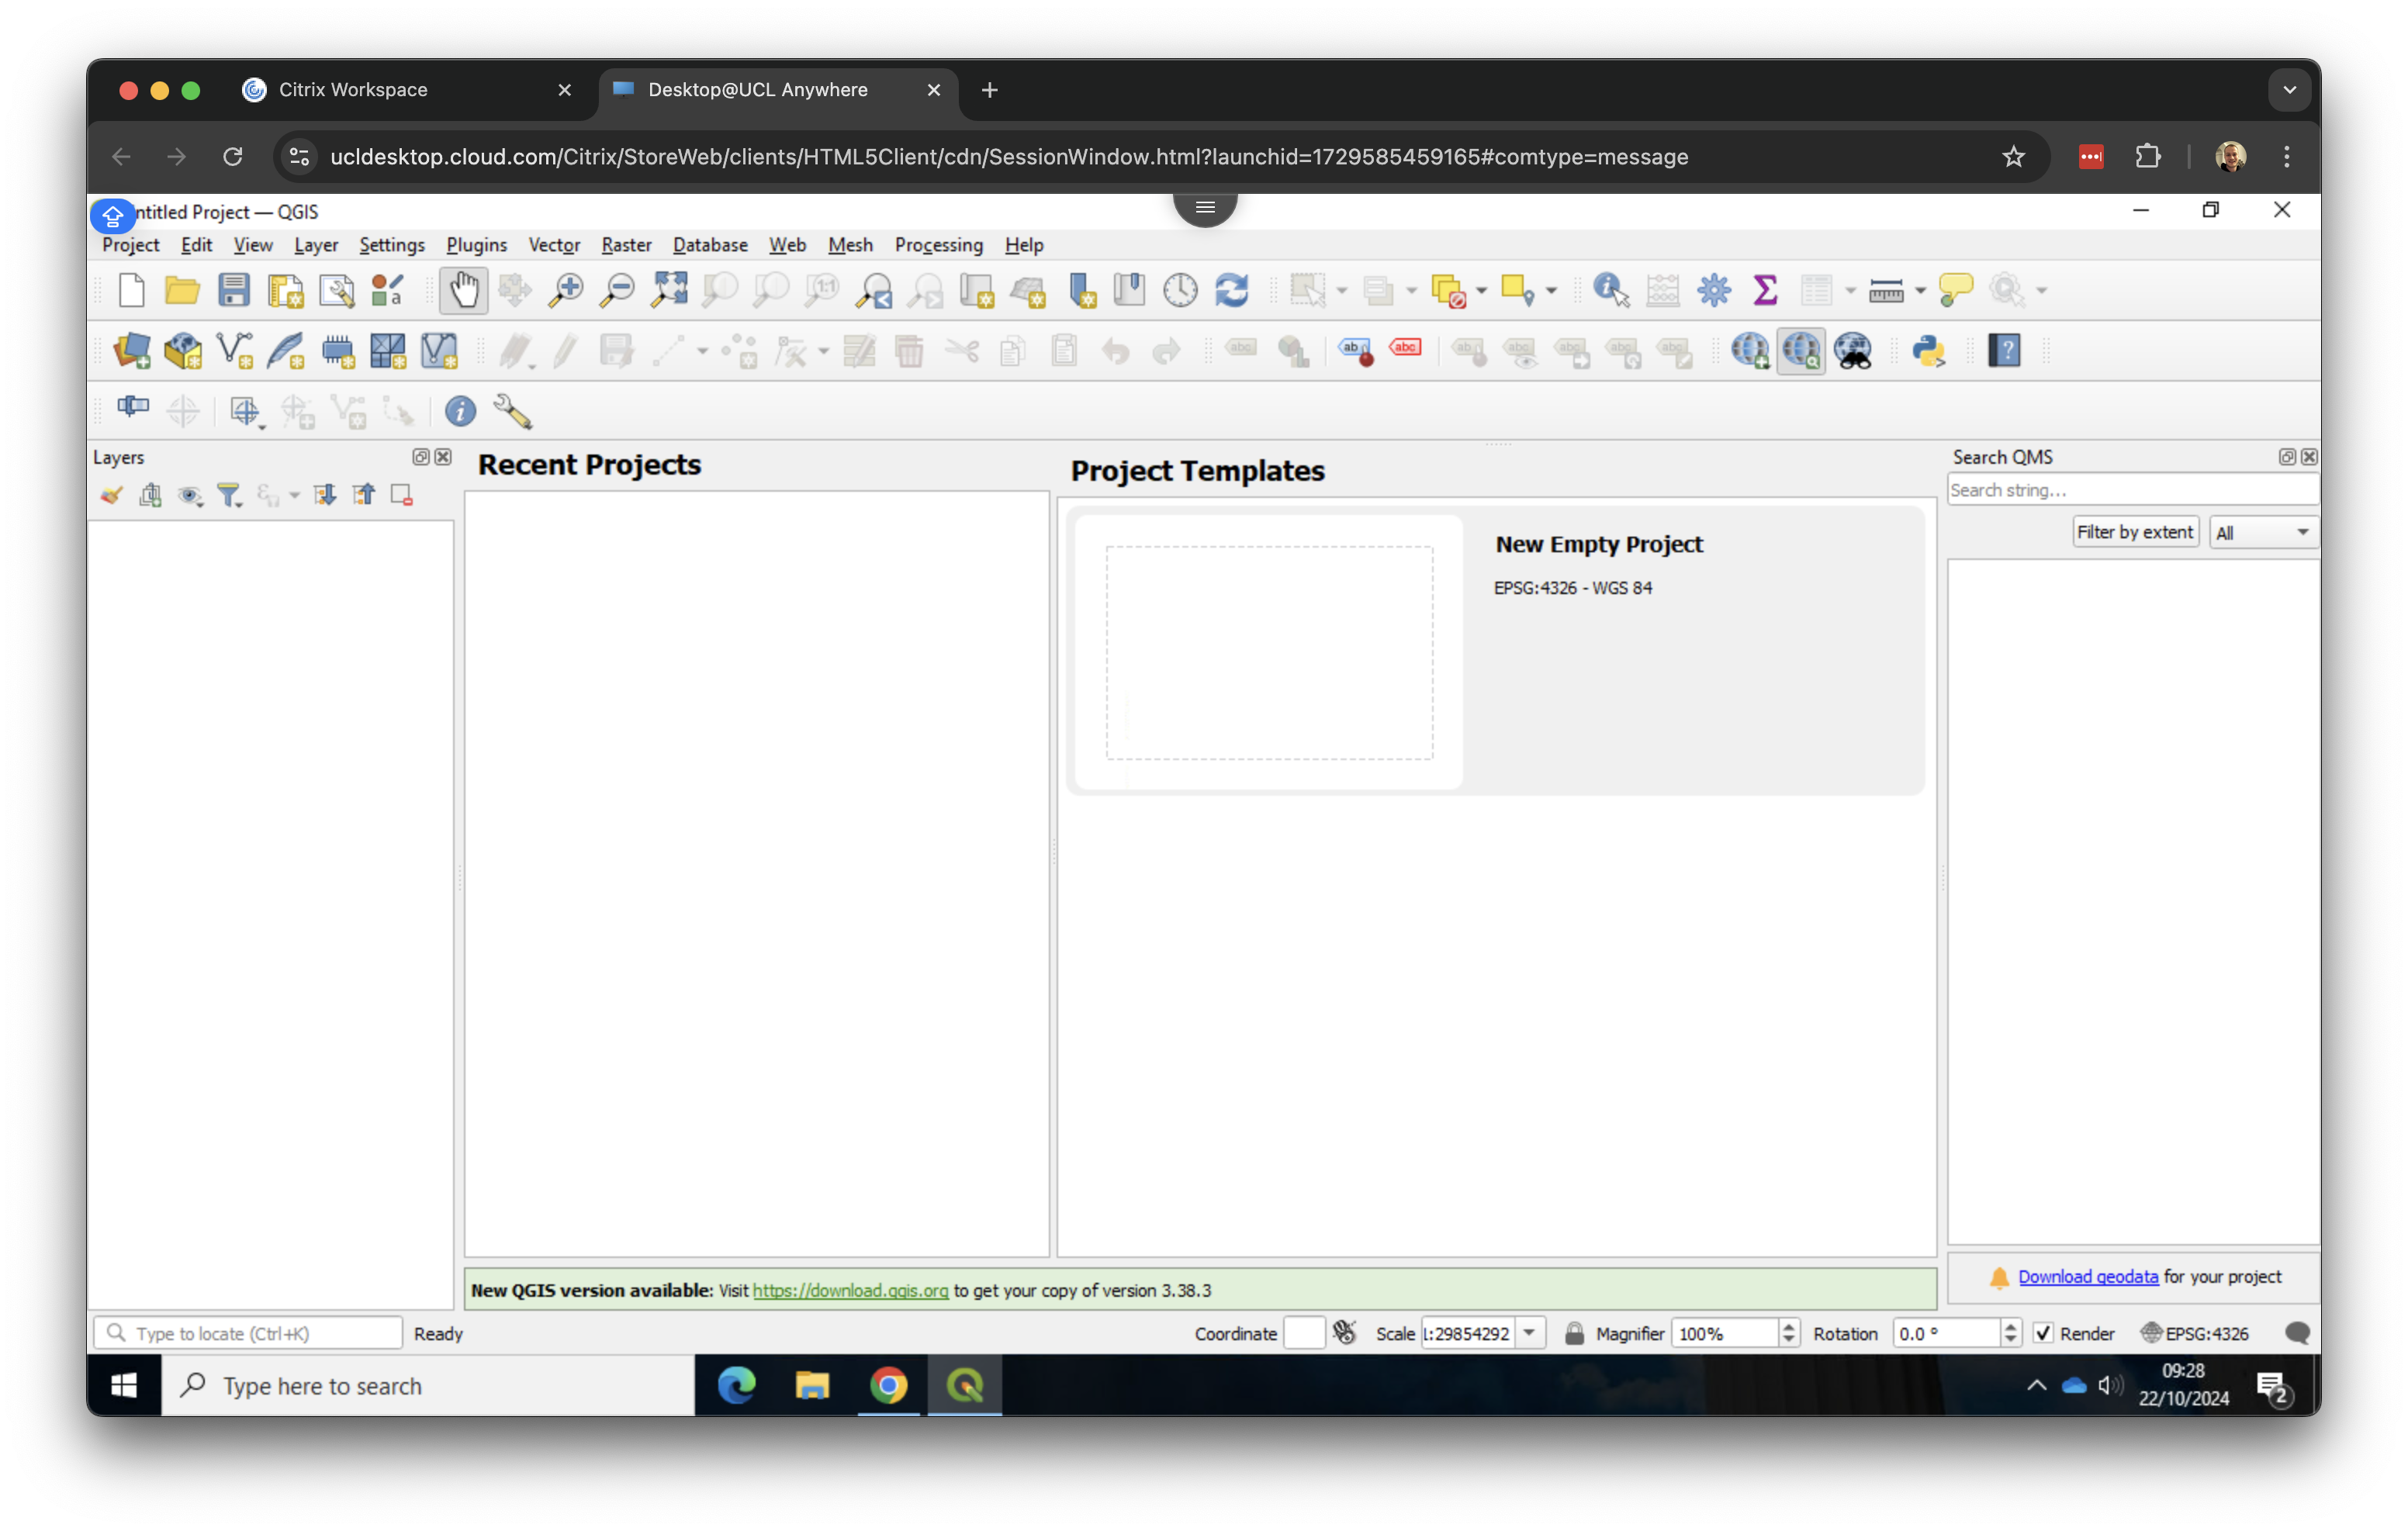 Citrix Workspace
Desktop@UCL Anywhere
ucldesktop.cloud.com/Citrix/StoreWeb/clients/HTML5Client/cdn/SessionWindow.html?launchid=1729585459165#comtype=message
ntitled Project — QGIS
Project Edit View Layer Settings Plugins Vector Raster Database Web Mesh Processing Help
Layers
Recent Projects
Project Templates
New Empty Project
EPSG:4326 - WGS 84
Search QMS
Search string...
Filter by extent All
New QGIS version available: Visit https://download.qgis.org to get your copy of version 3.38.3
Download geodata for your project
Type to locate (Ctrl+K) Ready Coordinate Scale 1:29854292 Magnifier 100% Rotation 0.0 ° Render EPSG:4326
Type here to search
09:28
22/10/2024
2